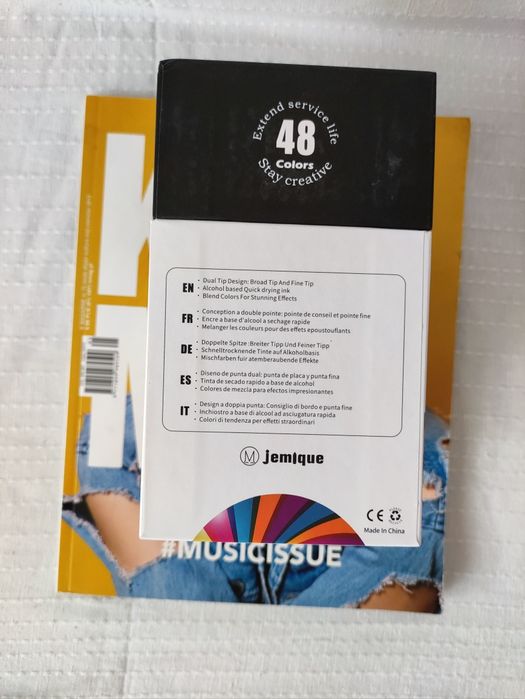 Extend service life
48
Colors
Stay creative
EN
· Dual Tip Design: Broad Tip And Fine Tip
· Alcohol based Quick drying ink
· Blend Colors For Stunning Effects
FR
· Conception a double pointe: pointe de conseil et pointe fine
· Encre a base d'alcool a sechage rapide
· Melanger les couleurs pour des effets epoustouflants
DE
· Doppelte Spitze :Breiter Tipp Und Feiner Tipp
· Schnelltrocknende Tinte auf Alkoholbasis
· Mischfarben fuir atemberaubende Effekte
ES
· Diseno de punta dual: punta de placa y punta fina
· Tinta de secado rapido a base de alcohol
· Colores de mezcla para efectos impresionantes
IT
· Design a doppia punta: Consiglio di bordo e punta fine
· Inchiostro a base di alcool ad asciugatura rapida
· Colori di tendenza per effetti straordinari
M jemique
CE
Made In China
#MUSICISSUE